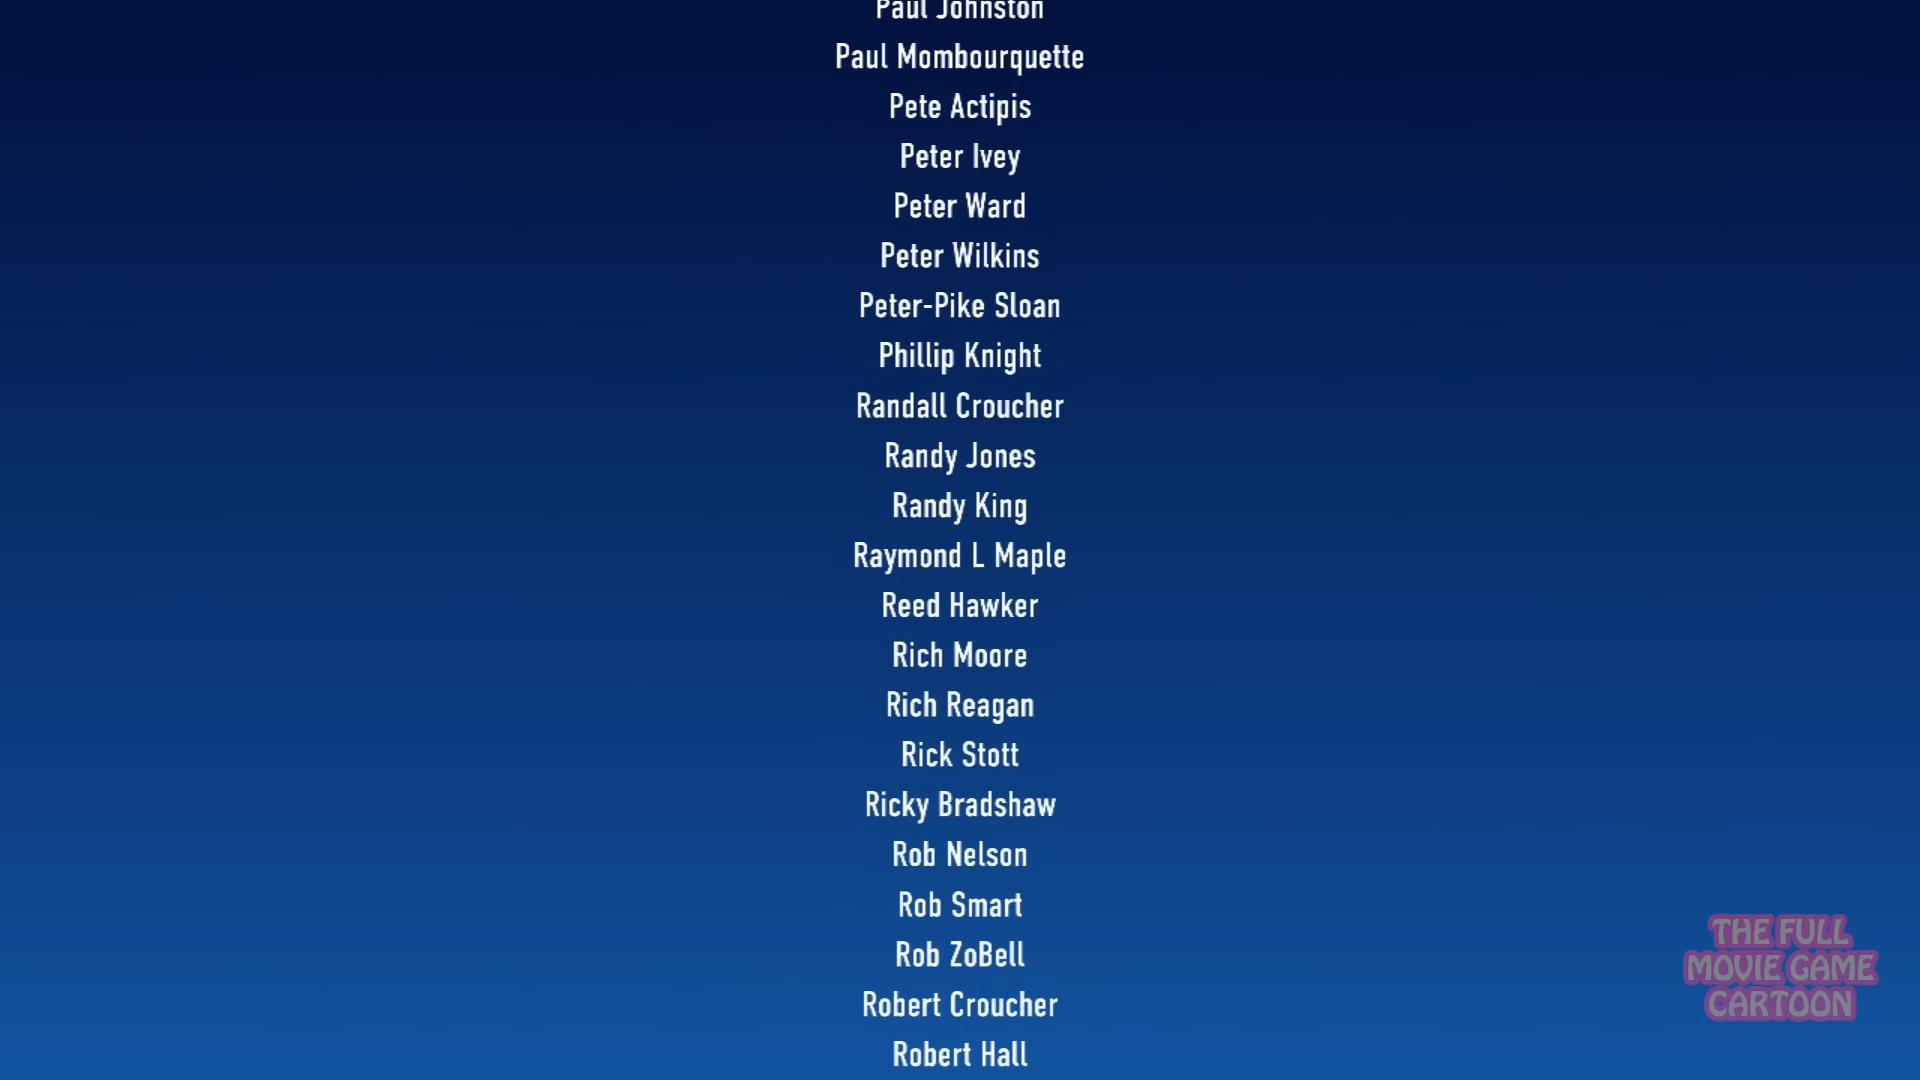 Paul Johnston
Paul Mombourquette
Pete Actipis
Peter Ivey
Peter Ward
Peter Wilkins
Peter-Pike Sloan
Phillip Knight
Randall Croucher
Randy Jones
Randy King
Raymond L Maple
Reed Hawker
Rich Moore
Rich Reagan
Rick Stott
Ricky Bradshaw
Rob Nelson
Rob Smart
Rob ZoBell
Robert Croucher
Robert Hall
THE FULL
MOVIE GAME
CARTOON